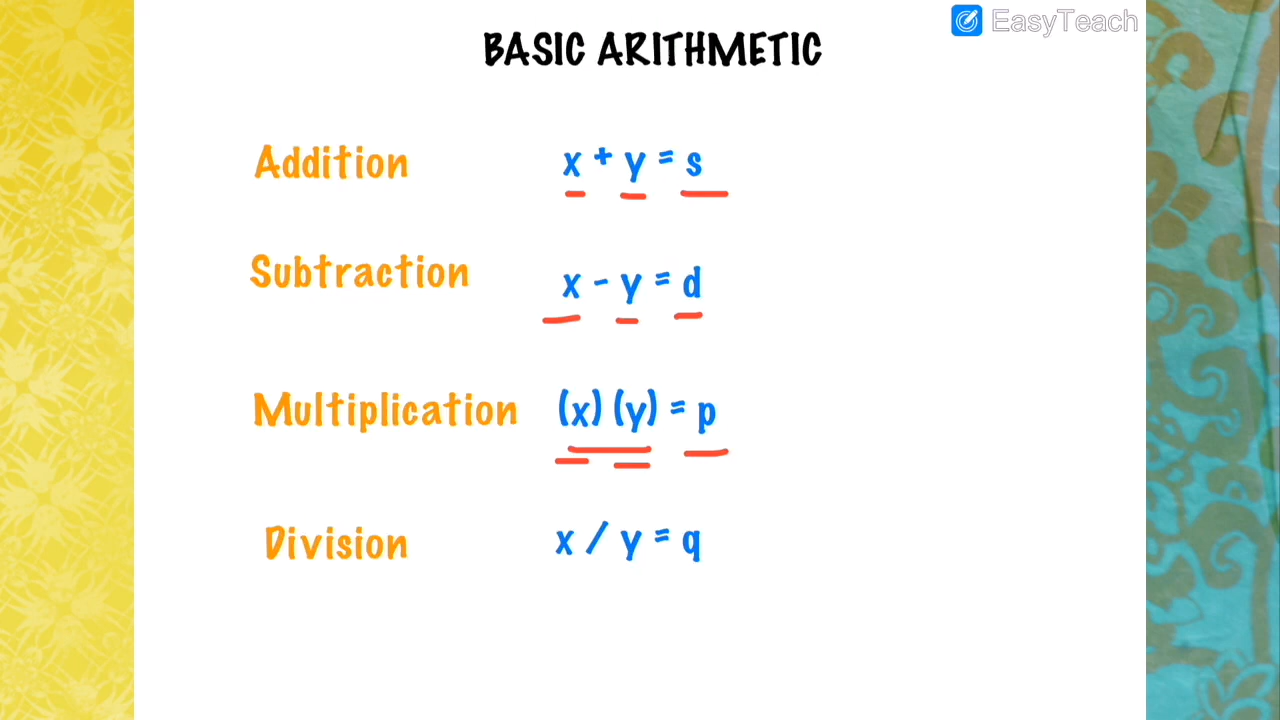 EasyTeach
BASIC ARITHMETIC
Addition x + y = s
Subtraction x - y = d
Multiplication (x) (y) = p
Division x / y = q